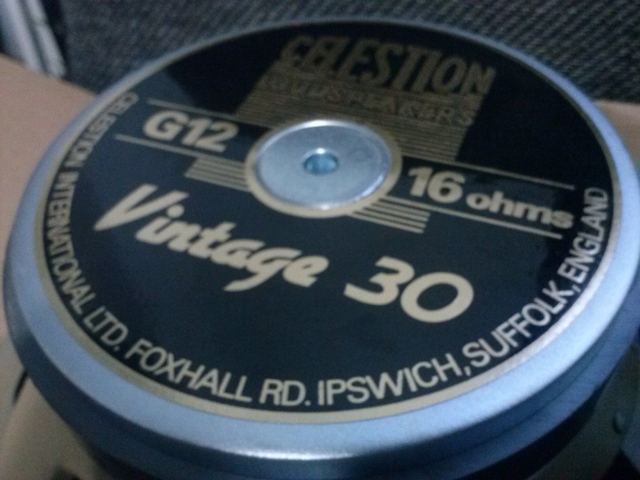 CELESTION
LOUDSPEAKERS
G12
16 ohms
Vintage 30
CELESTION INTERNATIONAL LTD. FOXHALL RD. IPSWICH, SUFFOLK, ENGLAND